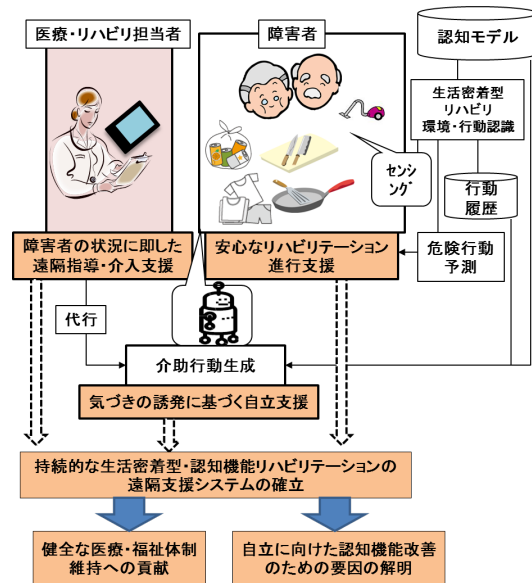 医療・リハビリ担当者
障害者
認知モデル
生活密着型
リハビリ
環境・行動認識
センシ
ング
行動
履歴
障害者の状況に即した
遠隔指導・介入支援
安心なリハビリテーション
進行支援
危険行動
予測
代行
介助行動生成
気づきの誘発に基づく自立支援
持続的な生活密着型・認知機能リハビリテーションの
遠隔支援システムの確立
健全な医療・福祉体制
維持への貢献
自立に向けた認知機能改善
のための要因の解明